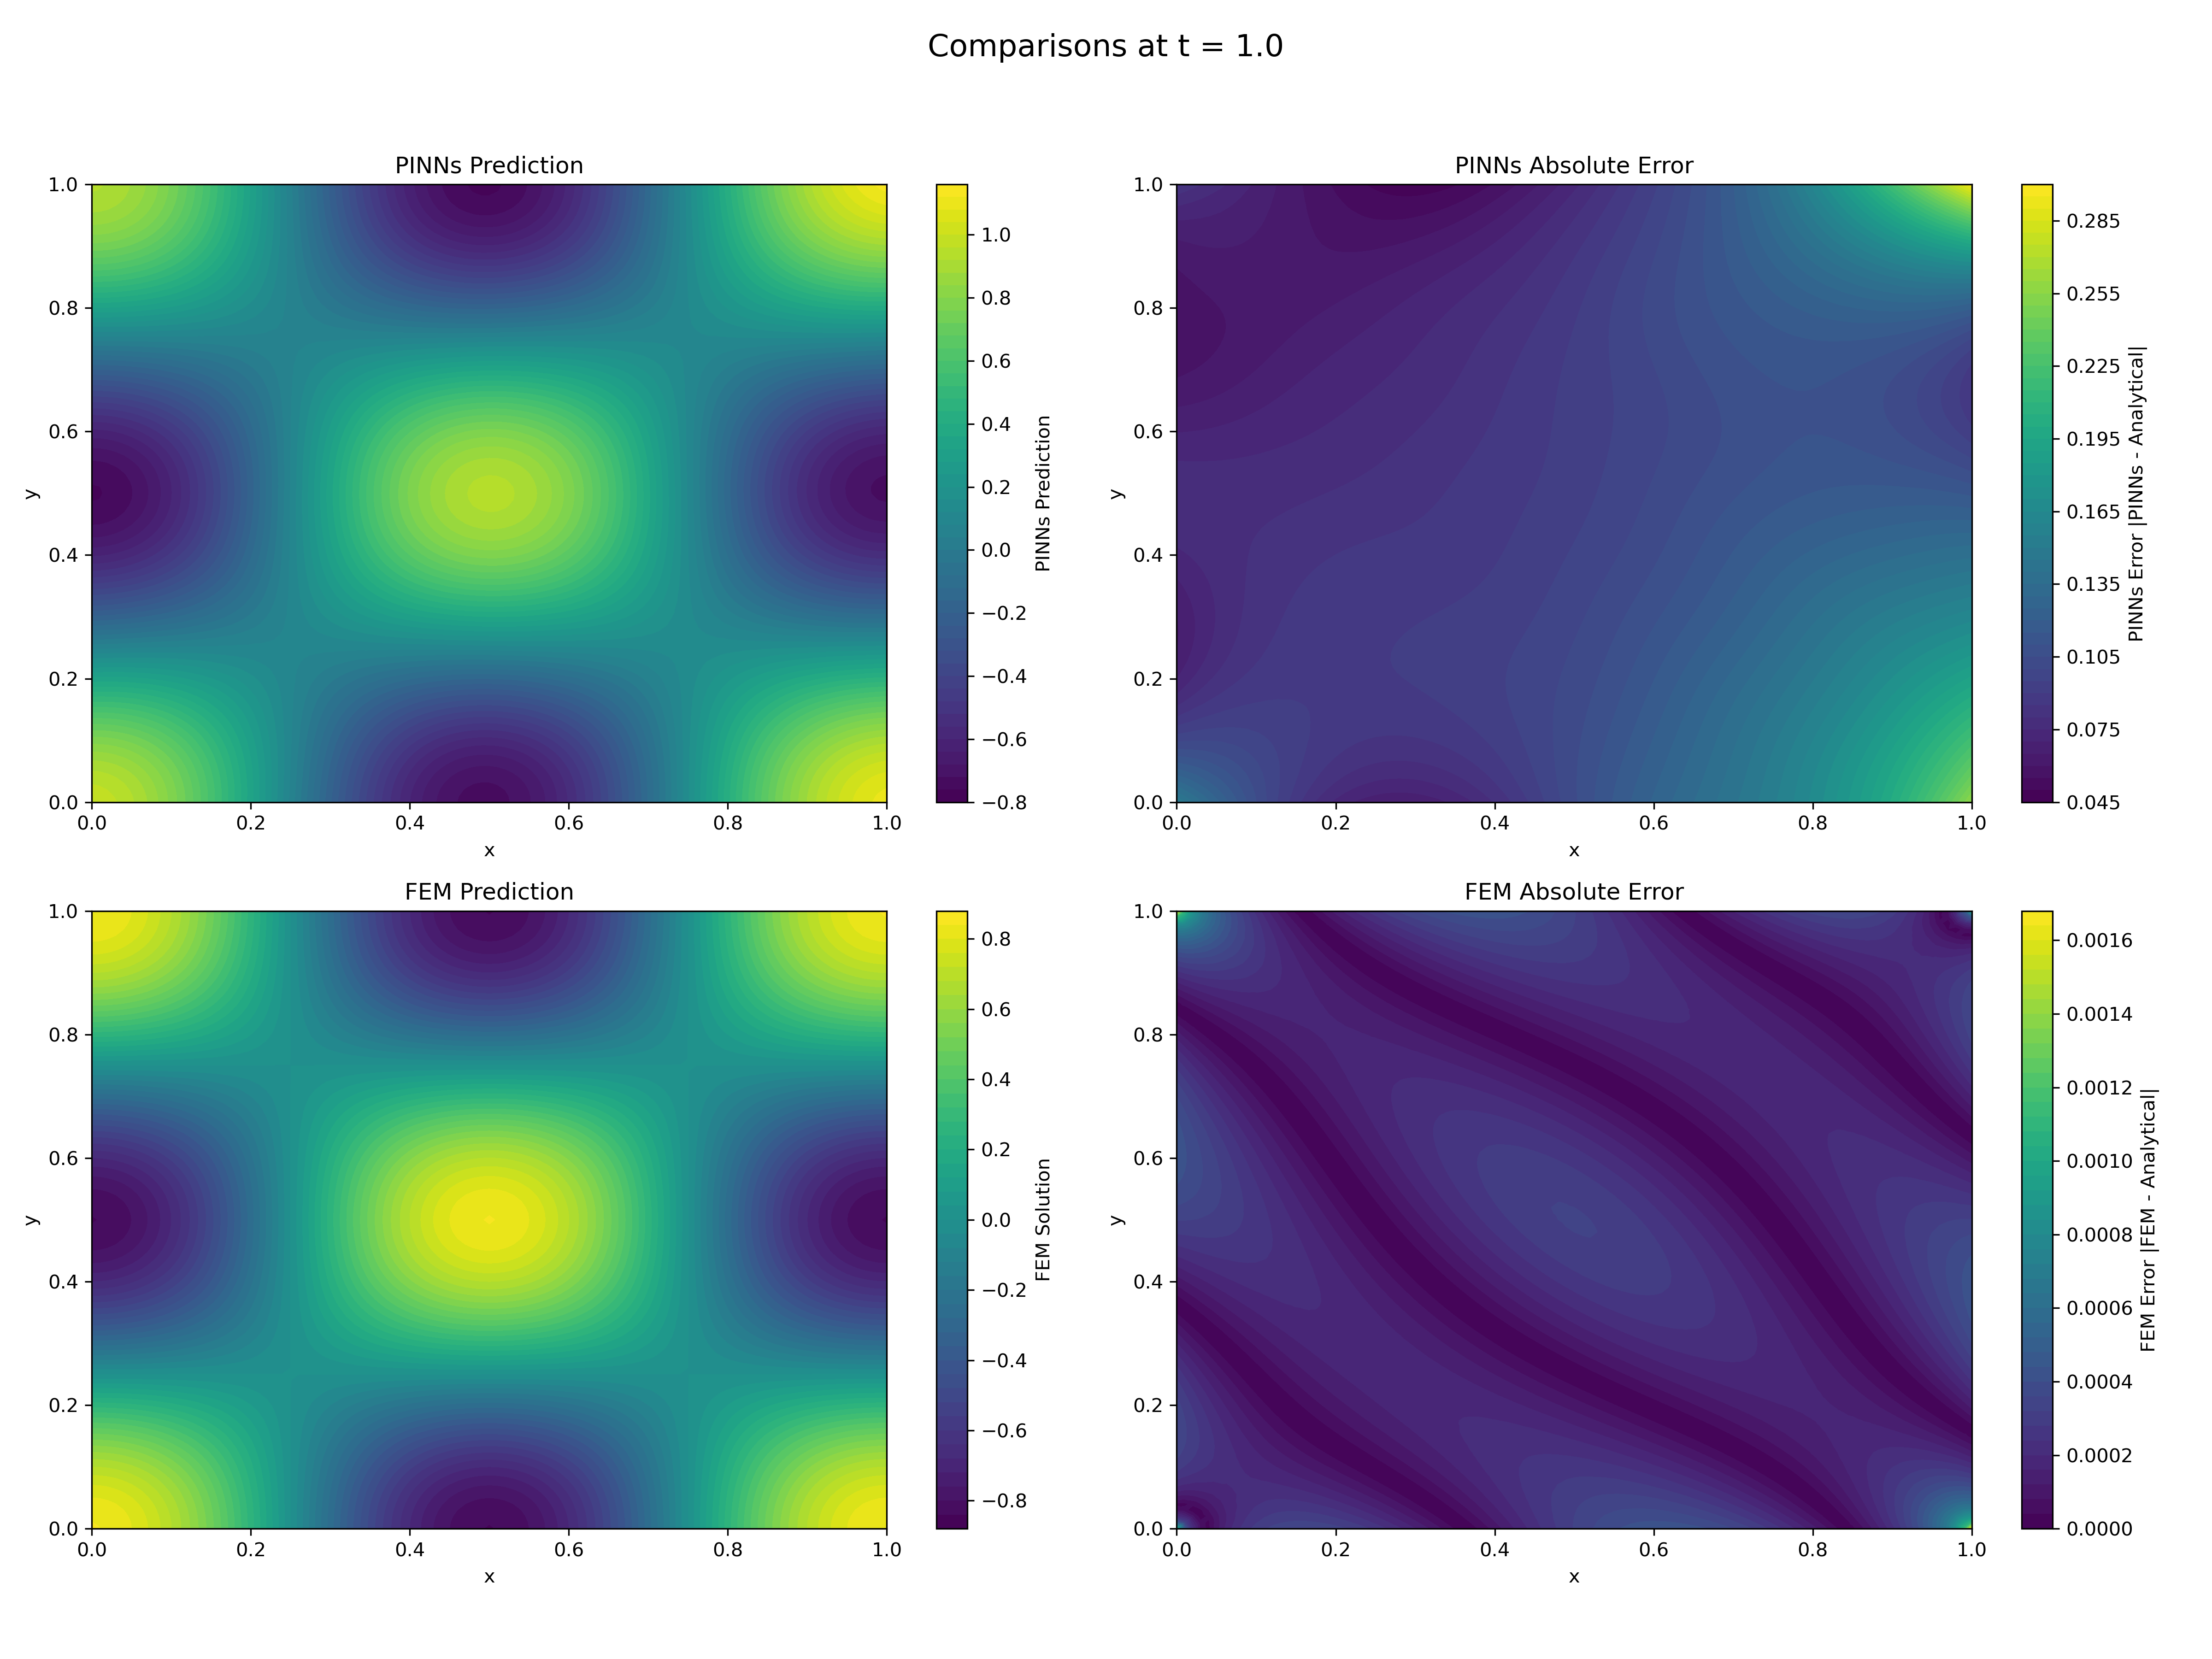 Comparisons at t = 1.0
PINNs Prediction
1.0
0.8
0.6
0.4
0.2
0.0
y
0.0 0.2 0.4 0.6 0.8 1.0
x
1.0
0.8
0.6
0.4
0.2
0.0
−0.2
−0.4
−0.6
−0.8
PINNs Prediction
PINNs Absolute Error
1.0
0.8
0.6
0.4
0.2
0.0
y
0.0 0.2 0.4 0.6 0.8 1.0
x
0.285
0.255
0.225
0.195
0.165
0.135
0.105
0.075
0.045
PINNs Error |PINNs - Analytical|
FEM Prediction
1.0
0.8
0.6
0.4
0.2
0.0
y
0.0 0.2 0.4 0.6 0.8 1.0
x
0.8
0.6
0.4
0.2
0.0
−0.2
−0.4
−0.6
−0.8
FEM Solution
FEM Absolute Error
1.0
0.8
0.6
0.4
0.2
0.0
y
0.0 0.2 0.4 0.6 0.8 1.0
x
0.0016
0.0014
0.0012
0.0010
0.0008
0.0006
0.0004
0.0002
0.0000
FEM Error |FEM - Analytical|